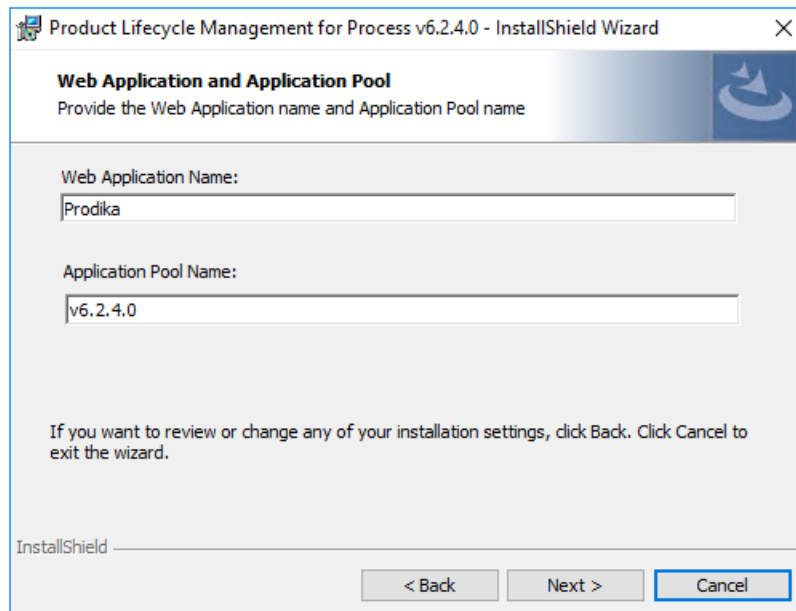 Product Lifecycle Management for Process v6.2.4.0 - InstallShield Wizard
Web Application and Application Pool
Provide the Web Application name and Application Pool name
Web Application Name:
Prodika
Application Pool Name:
v6.2.4.0
If you want to review or change any of your installation settings, click Back. Click Cancel to
exit the wizard.
InstallShield
< Back Next > Cancel